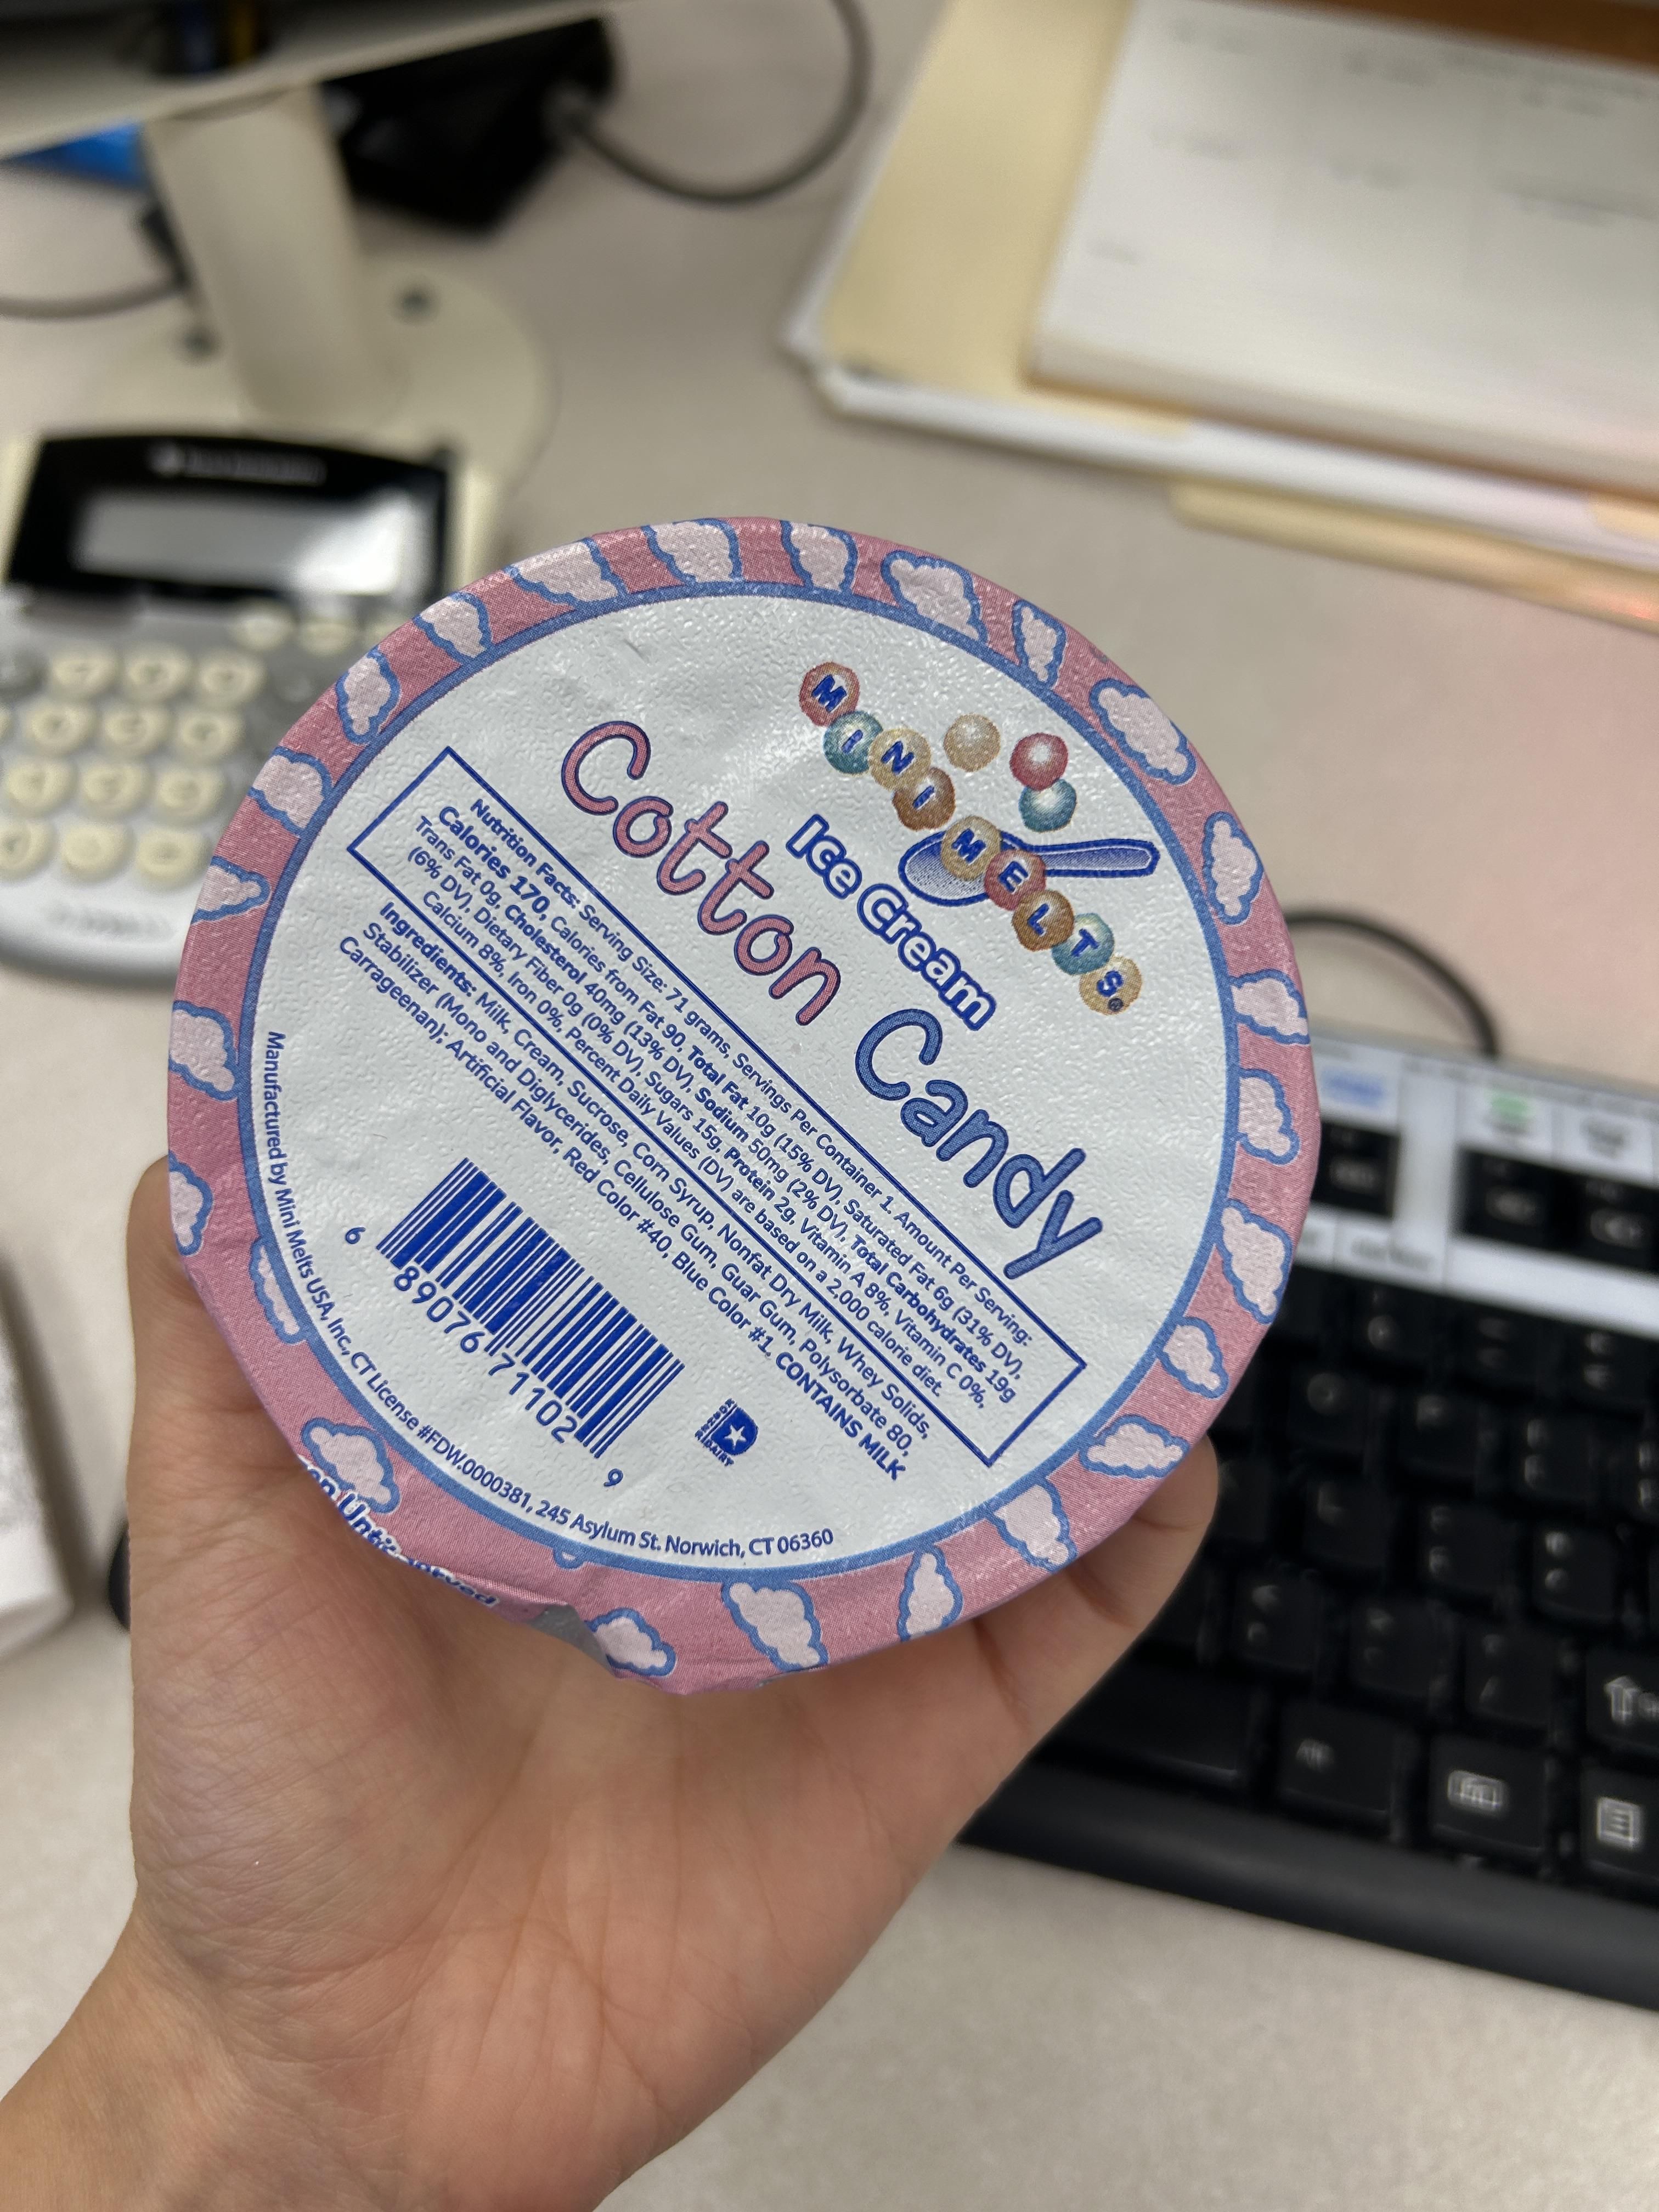 MINI MELTS®
Ice Cream
Cotton Candy
Nutrition Facts: Serving Size: 71 grams, Servings Per Container 1. Amount Per Serving:
Calories 170, Calories from Fat 90, Total Fat 10g (15% DV), Saturated Fat 6g (31% DV),
Trans Fat 0g, Cholesterol 40mg (13% DV), Sodium 50mg (2% DV), Total Carbohydrates 19g
(6% DV), Dietary Fiber 0g (0% DV), Sugars 15g, Protein 2g, Vitamin A 8%, Vitamin C 0%,
Calcium 8%, Iron 0%, Percent Daily Values (DV) are based on a 2,000 calorie diet.
Ingredients: Milk, Cream, Sucrose, Corn Syrup, Nonfat Dry Milk, Whey Solids,
Stabilizer (Mono and Diglycerides, Cellulose Gum, Guar Gum, Polysorbate 80,
Carrageenan); Artificial Flavor, Red Color #40, Blue Color #1. CONTAINS MILK
6 89076 71102 9
D
Manufactured by Mini Melts USA, Inc., CT License #FDW.0000381, 245 Asylum St. Norwich, CT 06360
Alt